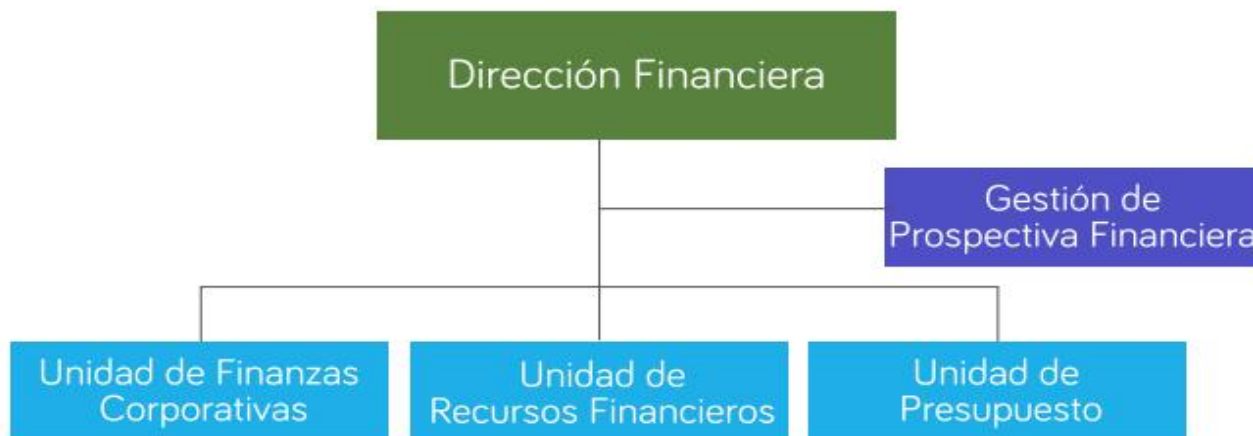 Dirección Financiera
Gestión de
Prospectiva Financiera
Unidad de Finanzas
Corporativas
Unidad de
Recursos Financieros
Unidad de
Presupuesto